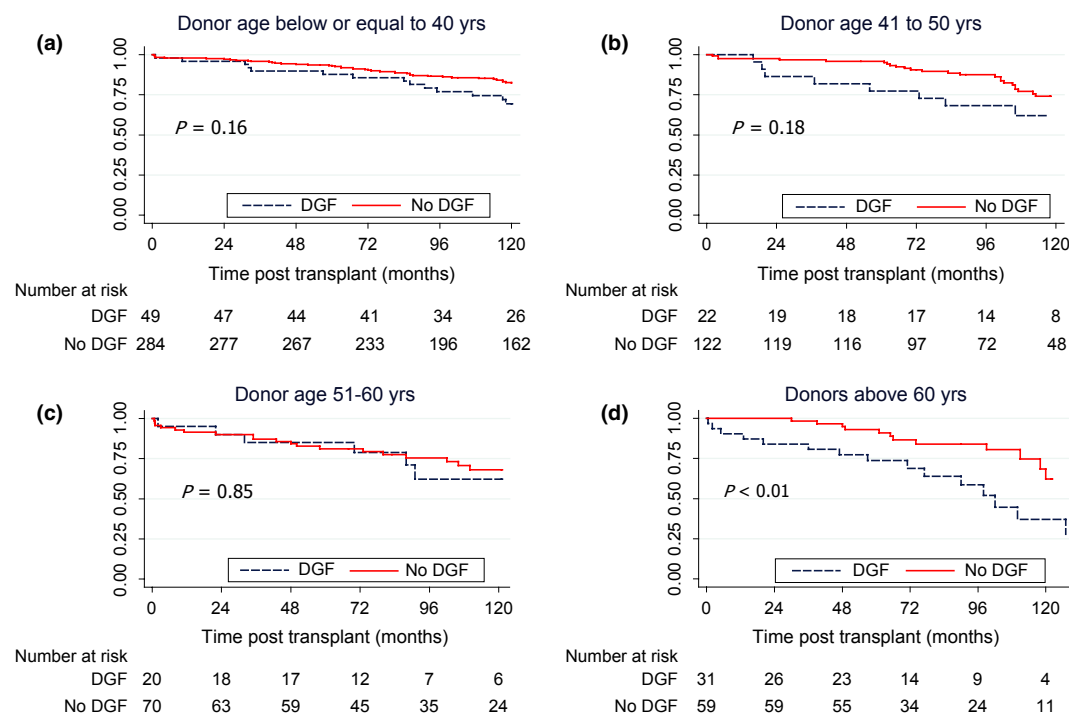 Donor age below or equal to 40 yrs
(a)
1.00
0.75
0.50
0.25
0.00
P = 0.16
DGF No DGF
0 24 48 72 96 120
Time post transplant (months)
Number at risk
DGF 49 47 44 41 34 26
No DGF 284 277 267 233 196 162
Donor age 41 to 50 yrs
(b)
1.00
0.75
0.50
0.25
0.00
P = 0.18
DGF No DGF
0 24 48 72 96 120
Time post transplant (months)
Number at risk
DGF 22 19 18 17 14 8
No DGF 122 119 116 97 72 48
Donor age 51-60 yrs
(c)
1.00
0.75
0.50
0.25
0.00
P = 0.85
DGF No DGF
0 24 48 72 96 120
Time post transplant (months)
Number at risk
DGF 20 18 17 12 7 6
No DGF 70 63 59 45 35 24
Donors above 60 yrs
(d)
1.00
0.75
0.50
0.25
0.00
P < 0.01
DGF No DGF
0 24 48 72 96 120
Time post transplant (months)
Number at risk
DGF 31 26 23 14 9 4
No DGF 59 59 55 34 24 11